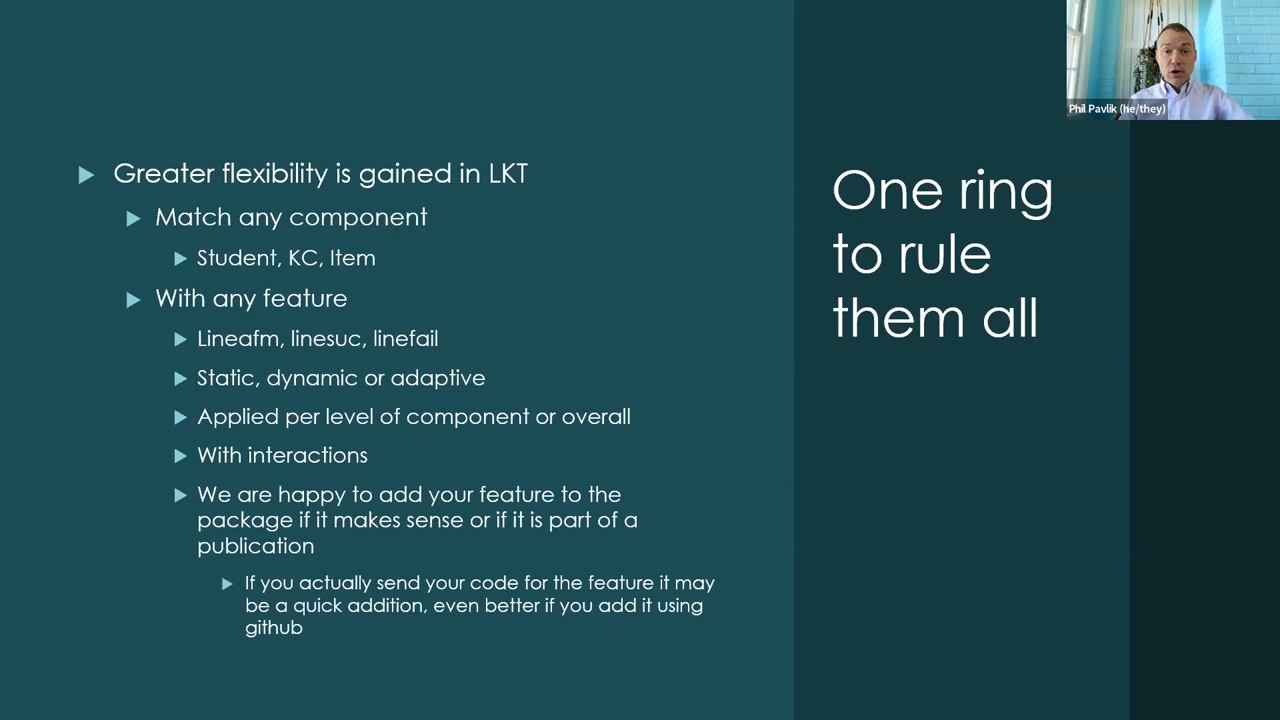 Greater flexibility is gained in LKT
Match any component
Student, KC, Item
With any feature
Lineafm, linesuc, linefail
Static, dynamic or adaptive
Applied per level of component or overall
With interactions
We are happy to add your feature to the
package if it makes sense or if it is part of a
publication
If you actually send your code for the feature it may
be a quick addition, even better if you add it using
github
One ring
to rule
them all
Phil Pavlik (he/they)